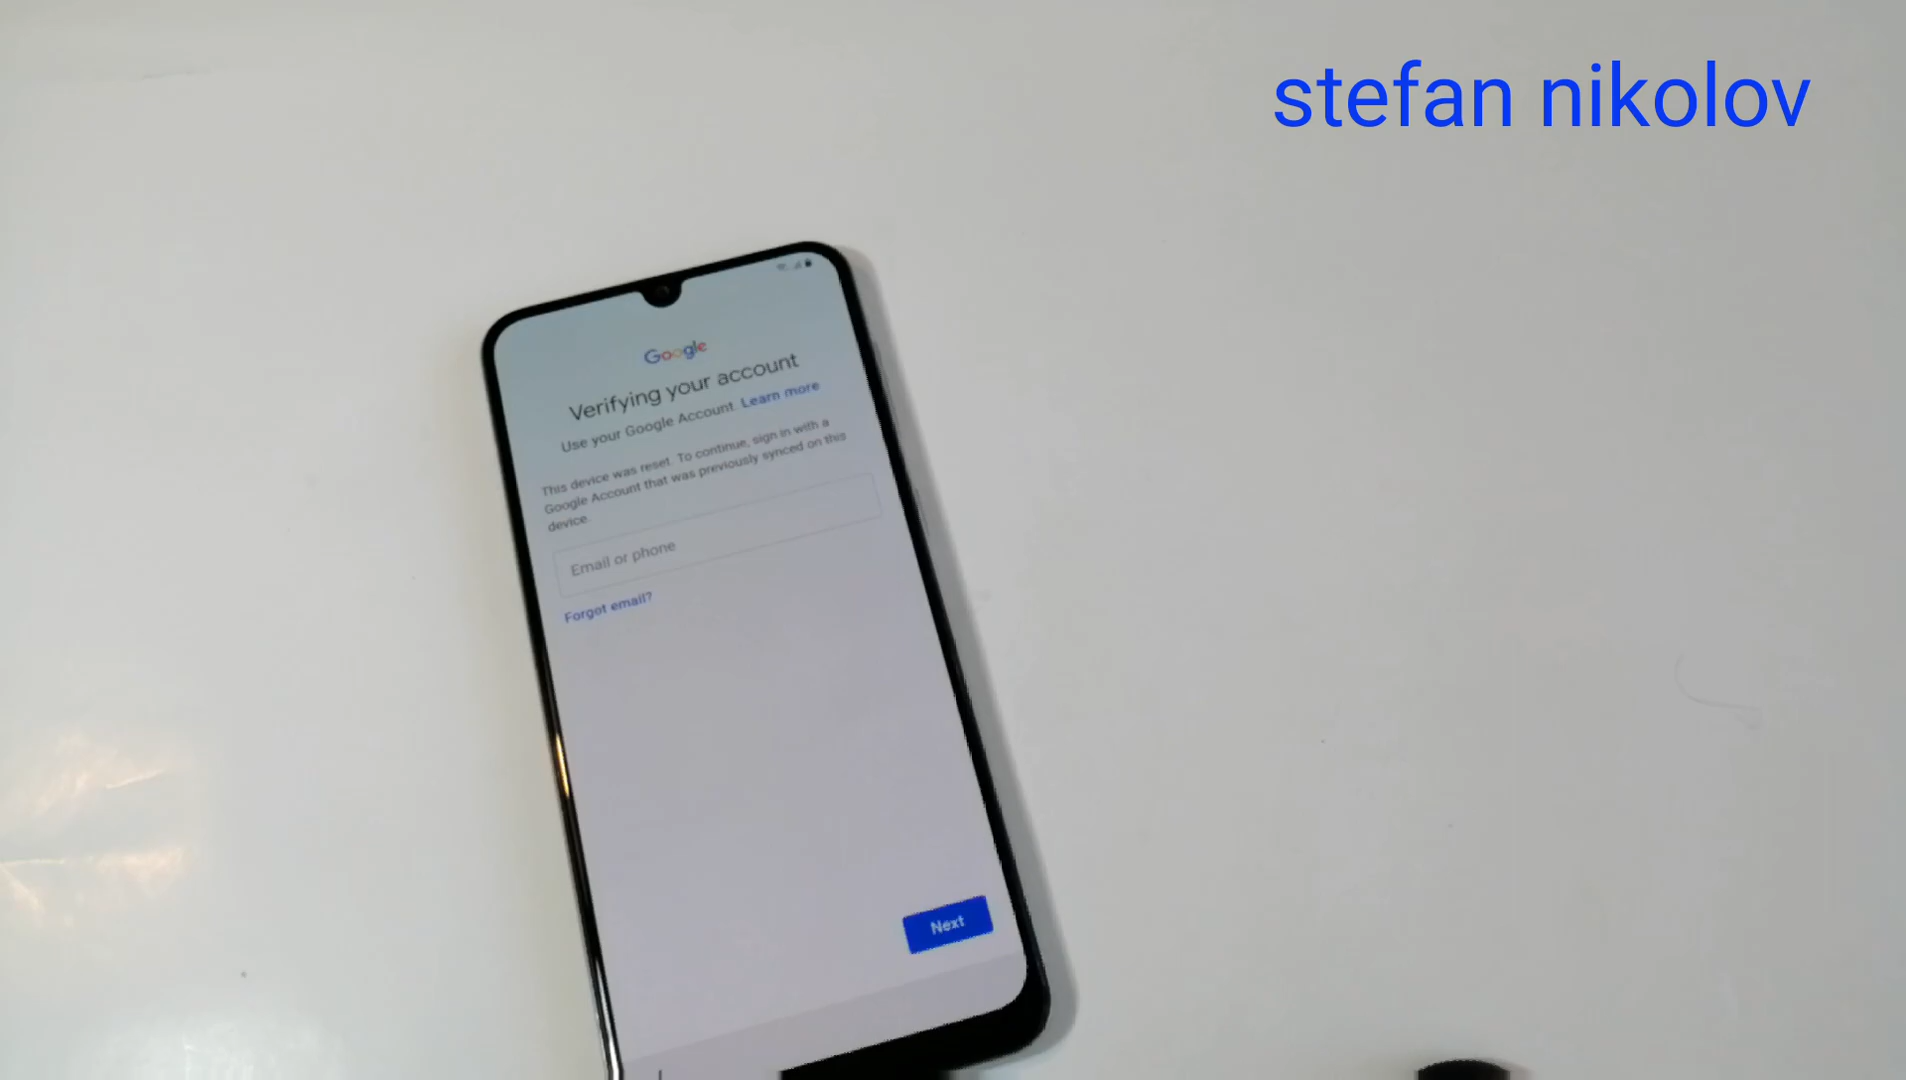 stefan nikolov
Google
Verifying your account
Use your Google Account. Learn more
This device was reset. To continue, sign in with a
Google Account that was previously synced on this
device.
Email or phone
Forgot email?
Next